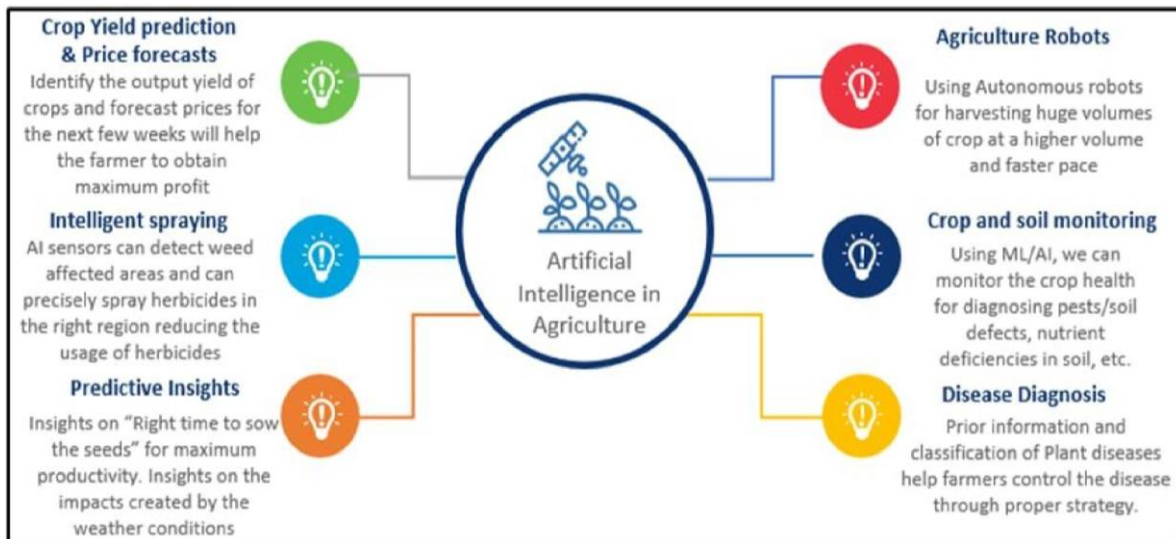 Crop Yield prediction
& Price forecasts
Identify the output yield of
crops and forecast prices for
the next few weeks will help
the farmer to obtain
maximum profit
Intelligent spraying
AI sensors can detect weed
affected areas and can
precisely spray herbicides in
the right region reducing the
usage of herbicides
Predictive Insights
Insights on “Right time to sow
the seeds” for maximum
productivity. Insights on the
impacts created by the
weather conditions
Artificial
Intelligence in
Agriculture
Agriculture Robots
Using Autonomous robots
for harvesting huge volumes
of crop at a higher volume
and faster pace
Crop and soil monitoring
Using ML/AI, we can
monitor the crop health
for diagnosing pests/soil
defects, nutrient
deficiencies in soil, etc.
Disease Diagnosis
Prior information and
classification of Plant diseases
help farmers control the disease
through proper strategy.